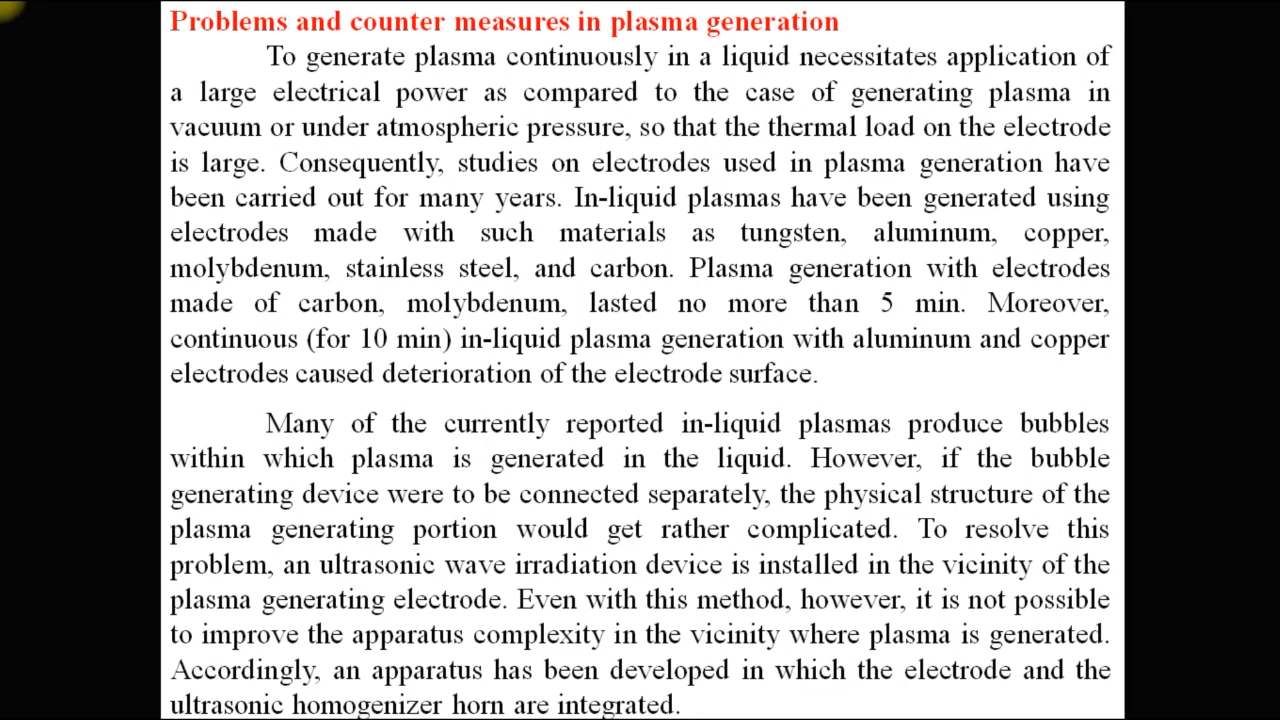 Problems and counter measures in plasma generation
To generate plasma continuously in a liquid necessitates application of
a large electrical power as compared to the case of generating plasma in
vacuum or under atmospheric pressure, so that the thermal load on the electrode
is large. Consequently, studies on electrodes used in plasma generation have
been carried out for many years. In-liquid plasmas have been generated using
electrodes made with such materials as tungsten, aluminum, copper,
molybdenum, stainless steel, and carbon. Plasma generation with electrodes
made of carbon, molybdenum, lasted no more than 5 min. Moreover,
continuous (for 10 min) in-liquid plasma generation with aluminum and copper
electrodes caused deterioration of the electrode surface.
Many of the currently reported in-liquid plasmas produce bubbles
within which plasma is generated in the liquid. However, if the bubble
generating device were to be connected separately, the physical structure of the
plasma generating portion would get rather complicated. To resolve this
problem, an ultrasonic wave irradiation device is installed in the vicinity of the
plasma generating electrode. Even with this method, however, it is not possible
to improve the apparatus complexity in the vicinity where plasma is generated.
Accordingly, an apparatus has been developed in which the electrode and the
ultrasonic homogenizer horn are integrated.